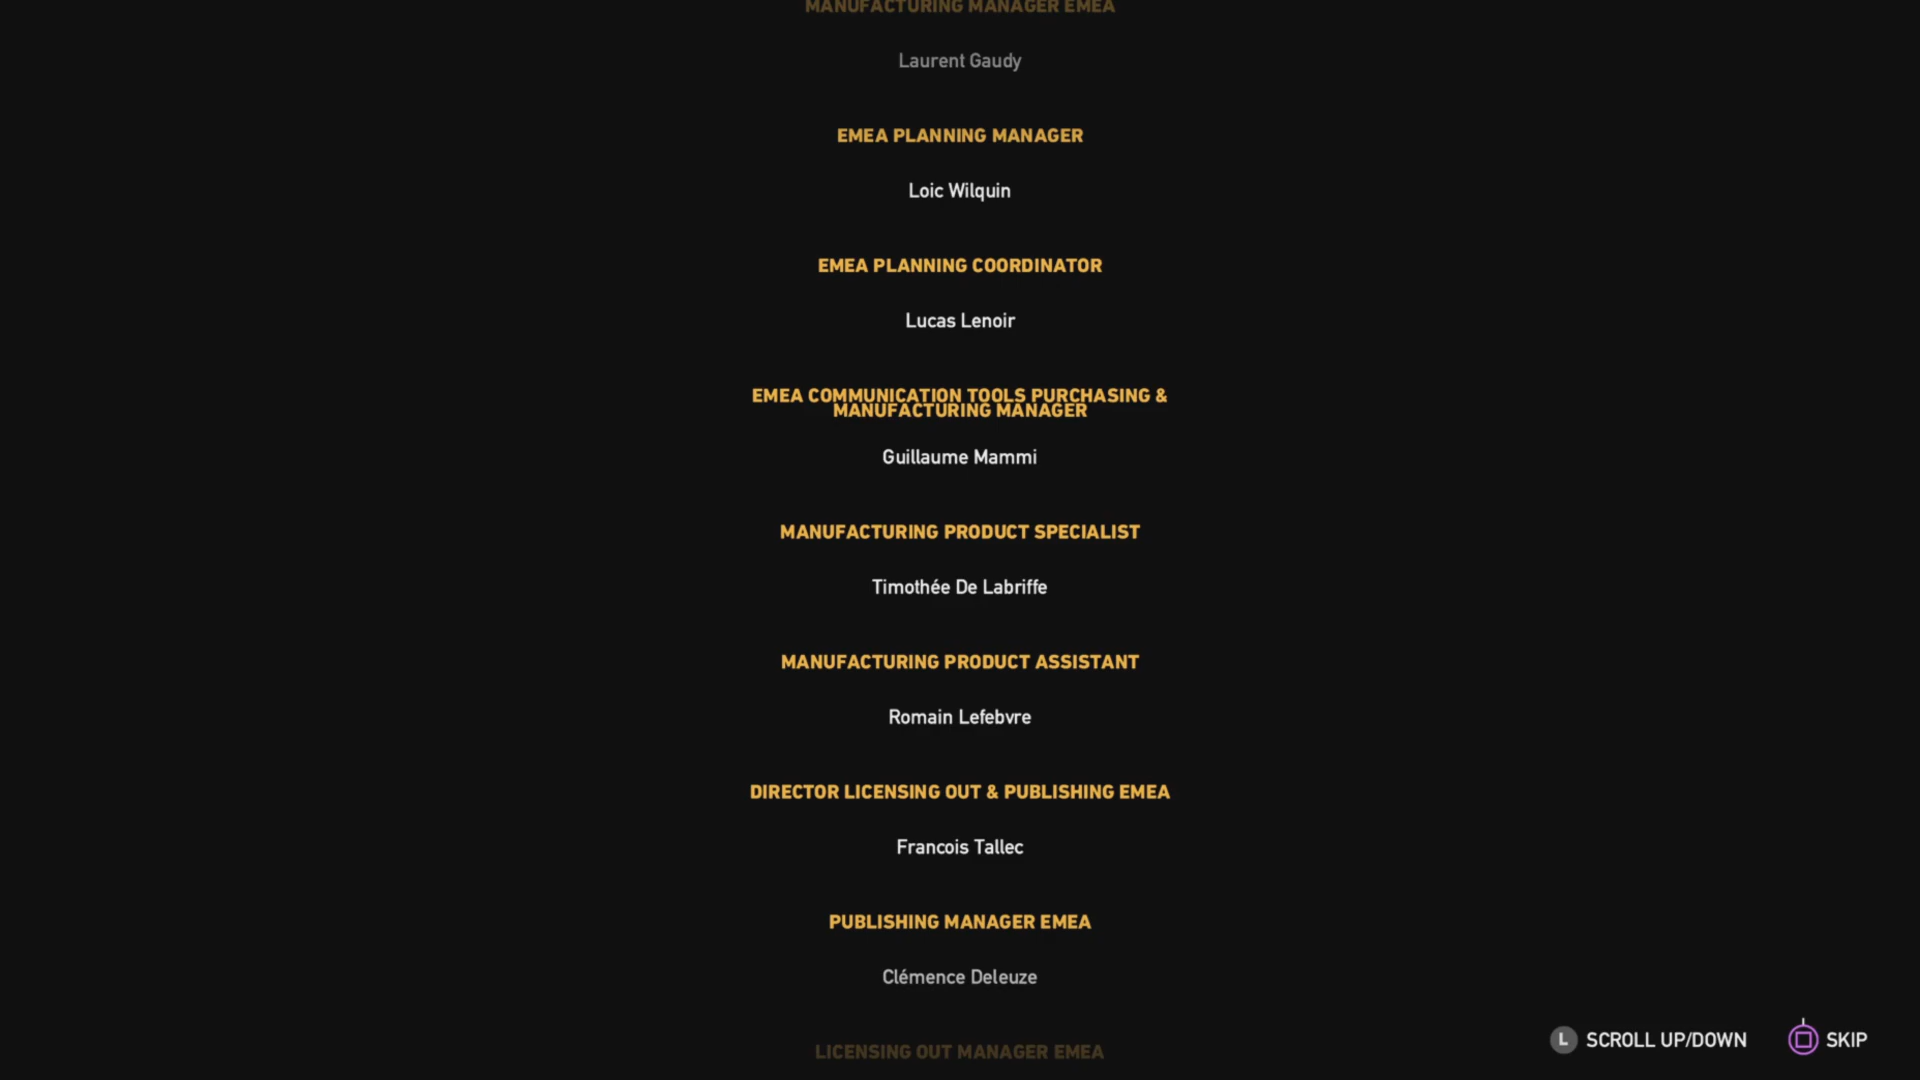 MANUFACTURING MANAGER EMEA
Laurent Gaudy
EMEA PLANNING MANAGER
Loic Wilquin
EMEA PLANNING COORDINATOR
Lucas Lenoir
EMEA COMMUNICATION TOOLS PURCHASING &
MANUFACTURING MANAGER
Guillaume Mammi
MANUFACTURING PRODUCT SPECIALIST
Timothée De Labriffe
MANUFACTURING PRODUCT ASSISTANT
Romain Lefebvre
DIRECTOR LICENSING OUT & PUBLISHING EMEA
Francois Tallec
PUBLISHING MANAGER EMEA
Clémence Deleuze
LICENSING OUT MANAGER EMEA
L SCROLL UP/DOWN SKIP